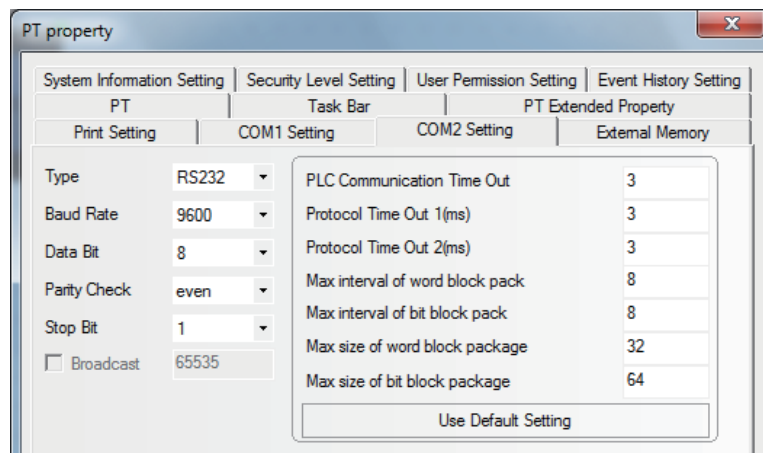 PT property
System Information Setting Security Level Setting User Permission Setting Event History Setting
PT Task Bar PT Extended Property
Print Setting COM1 Setting COM2 Setting External Memory
Type RS232
Baud Rate 9600
Data Bit 8
Parity Check even
Stop Bit 1
Broadcast 65535
PLC Communication Time Out 3
Protocol Time Out 1(ms) 3
Protocol Time Out 2(ms) 3
Max interval of word block pack 8
Max interval of bit block pack 8
Max size of word block package 32
Max size of bit block package 64
Use Default Setting